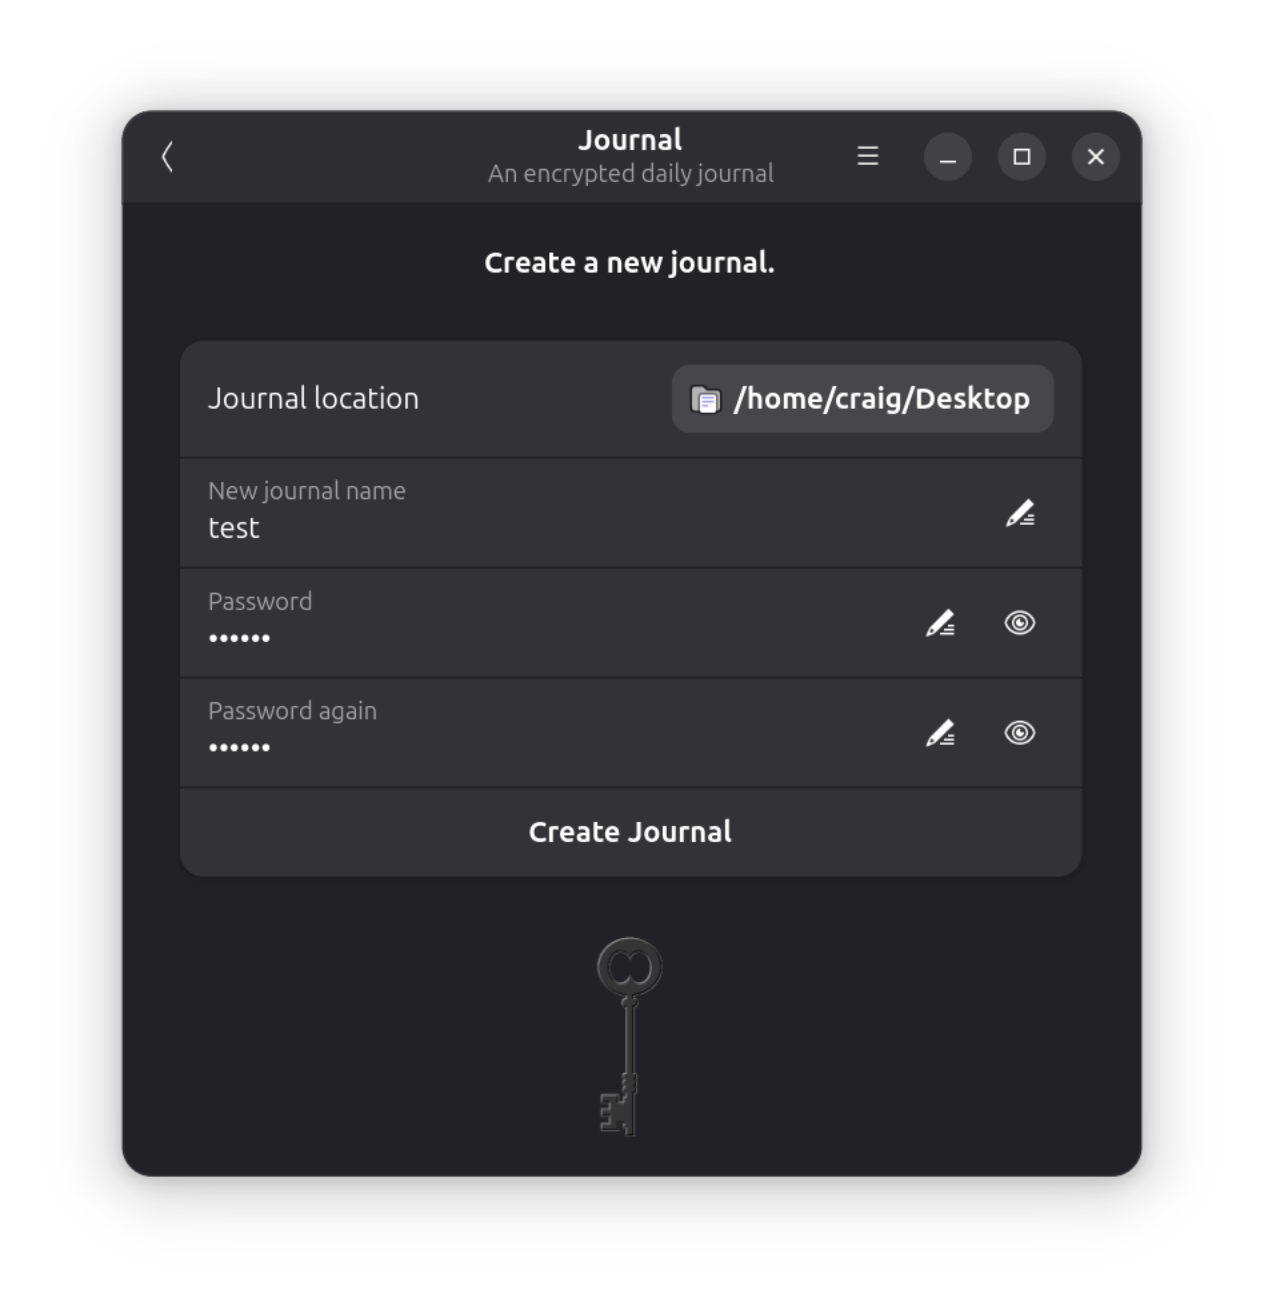 Journal
An encrypted daily journal
Create a new journal.
Journal location
/home/craig/Desktop
New journal name
test
Password
••••••
Password again
••••••
Create Journal